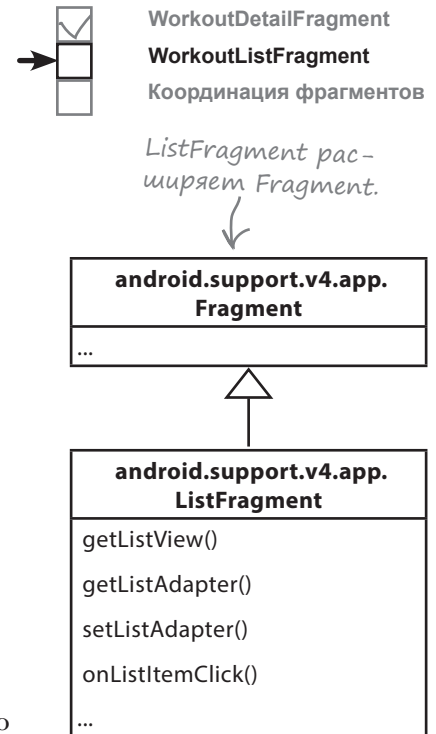 WorkoutDetailFragment
WorkoutListFragment
Координация фрагментов
ListFragment рас-
ширяет Fragment.
android.support.v4.app.
Fragment
...
android.support.v4.app.
ListFragment
getListView()
getListAdapter()
setListAdapter()
onListItemClick()
о
...